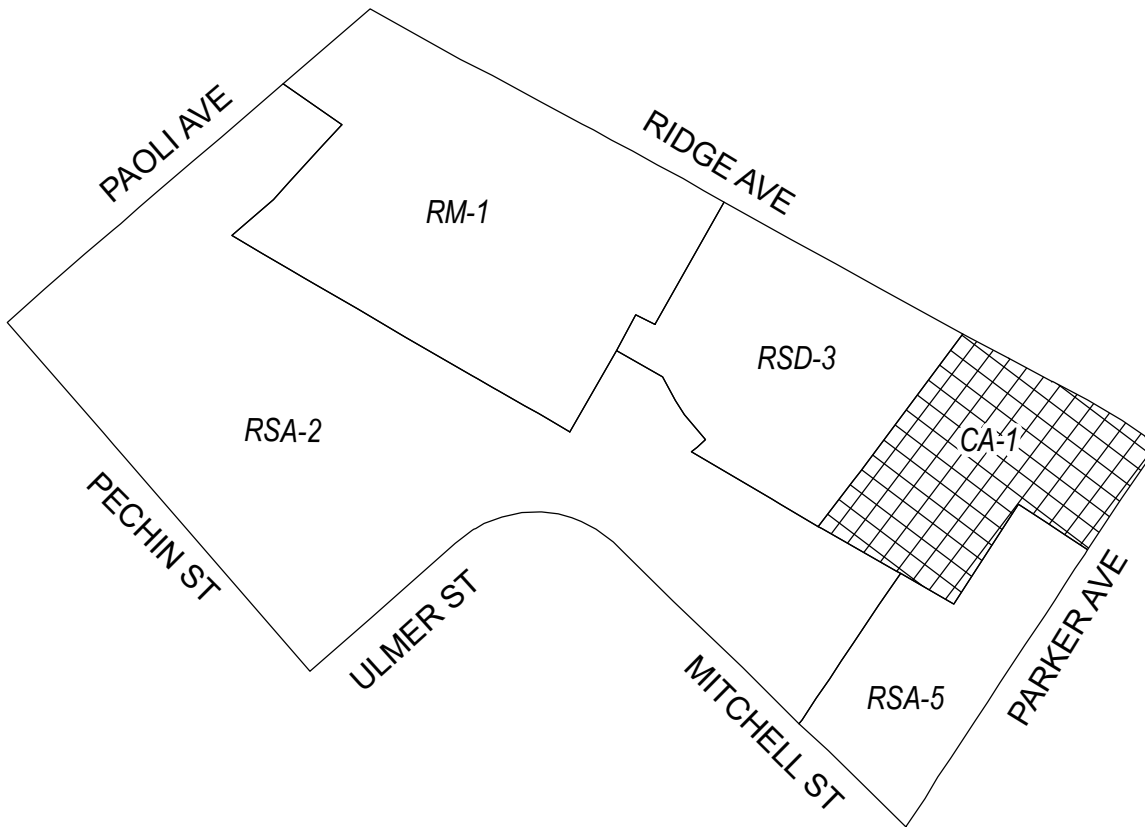 PAOLI AVE
RIDGE AVE
RM-1
RSD-3
RSA-2
CA-1
PECHIN ST
ULMER ST
MITCHELL ST
RSA-5
PARKER AVE